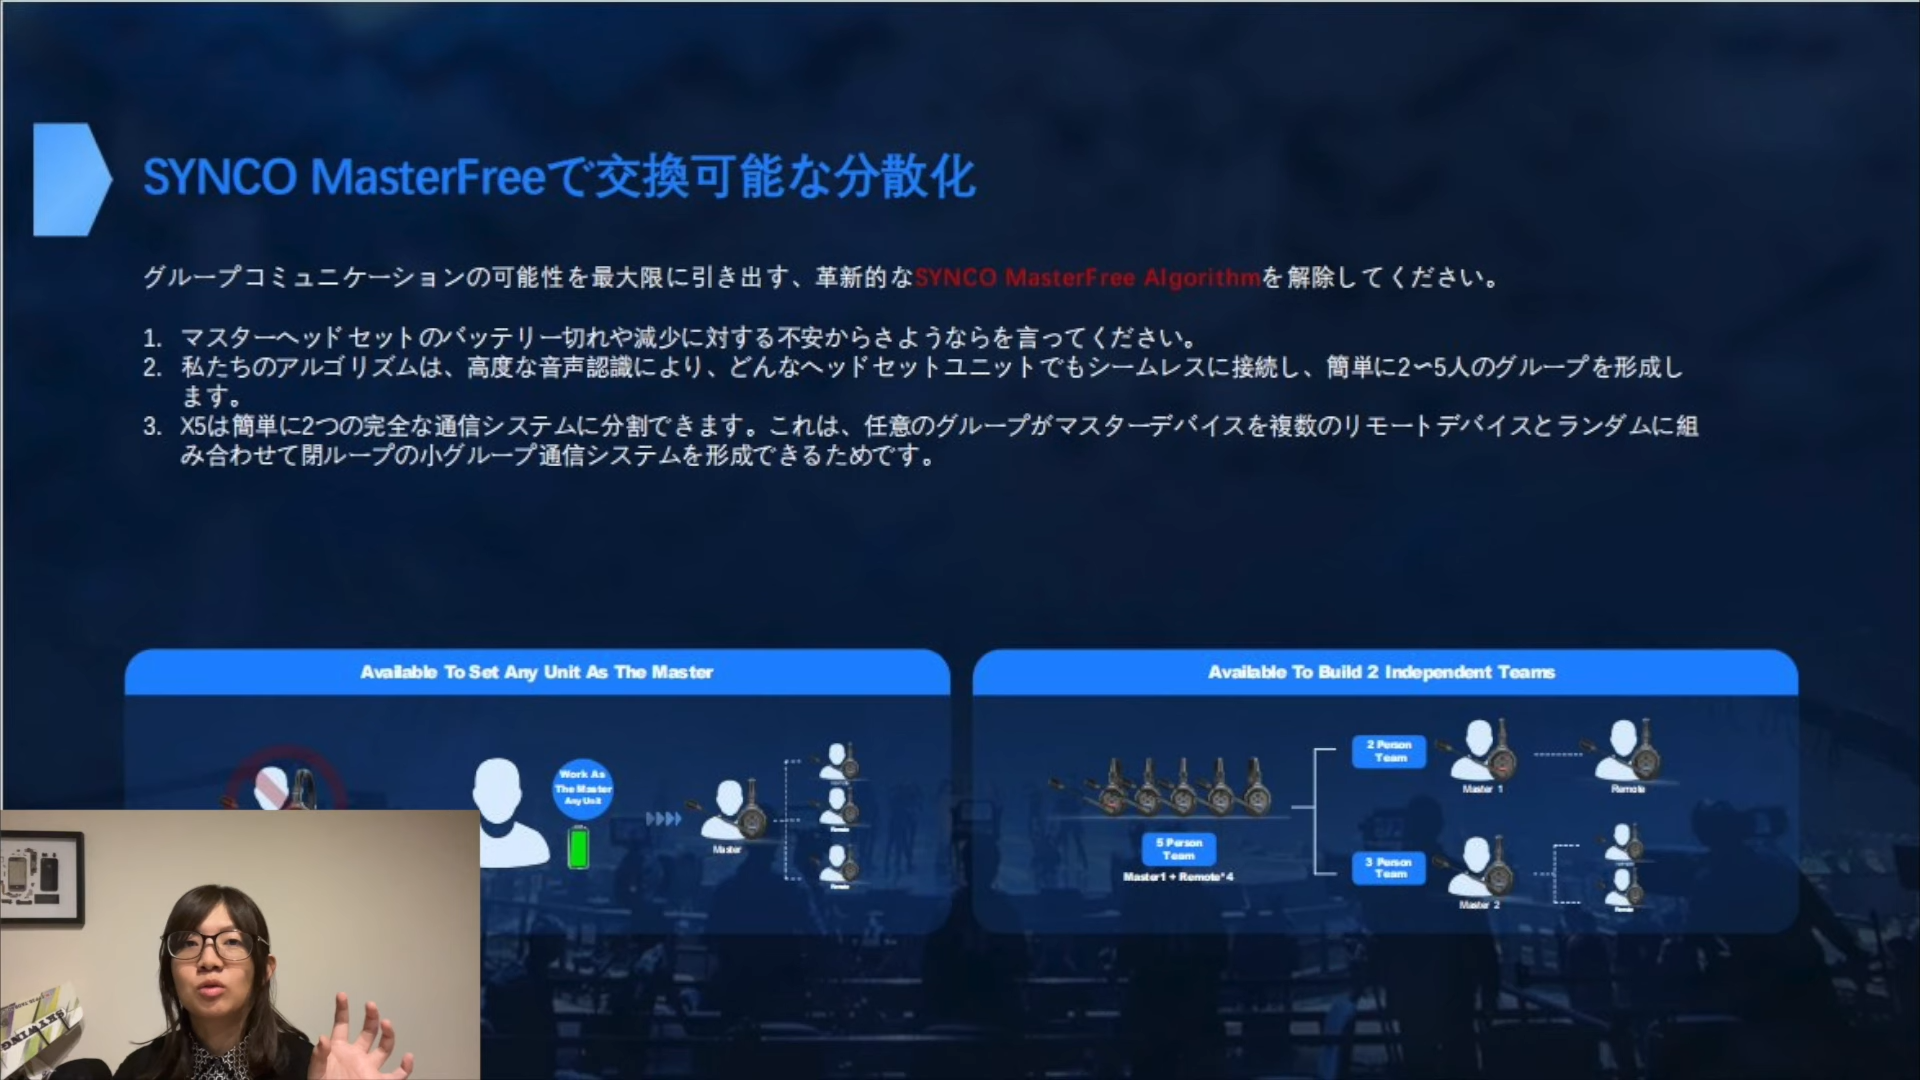 SYNCO MasterFreeで交換可能な分散化
グループコミュニケーションの可能性を最大限に引き出す、革新的なSYNCO MasterFree Algorithmを解除してください。
1. マスターヘッドセットのバッテリー切れや減少に対する不安からさようならを言ってください。
2. 私たちのアルゴリズムは、高度な音声認識により、どんなヘッドセットユニットでもシームレスに接続し、簡単に2〜5人のグループを形成し
ます。
3. X5は簡単に2つの完全な通信システムに分割できます。これは、任意のグループがマスターデバイスを複数のリモートデバイスとランダムに組
み合わせて閉ループの小グループ通信システムを形成できるためです。
Available To Set Any Unit As The Master
Work As
The Master
Any Unit
Master
Remote
Remote
Available To Build 2 Independent Teams
5 Person
Team
Master1 + Remote*4
2 Person
Team
Master 1
Remote
3 Person
Team
Master 2
Remote
SKYWING